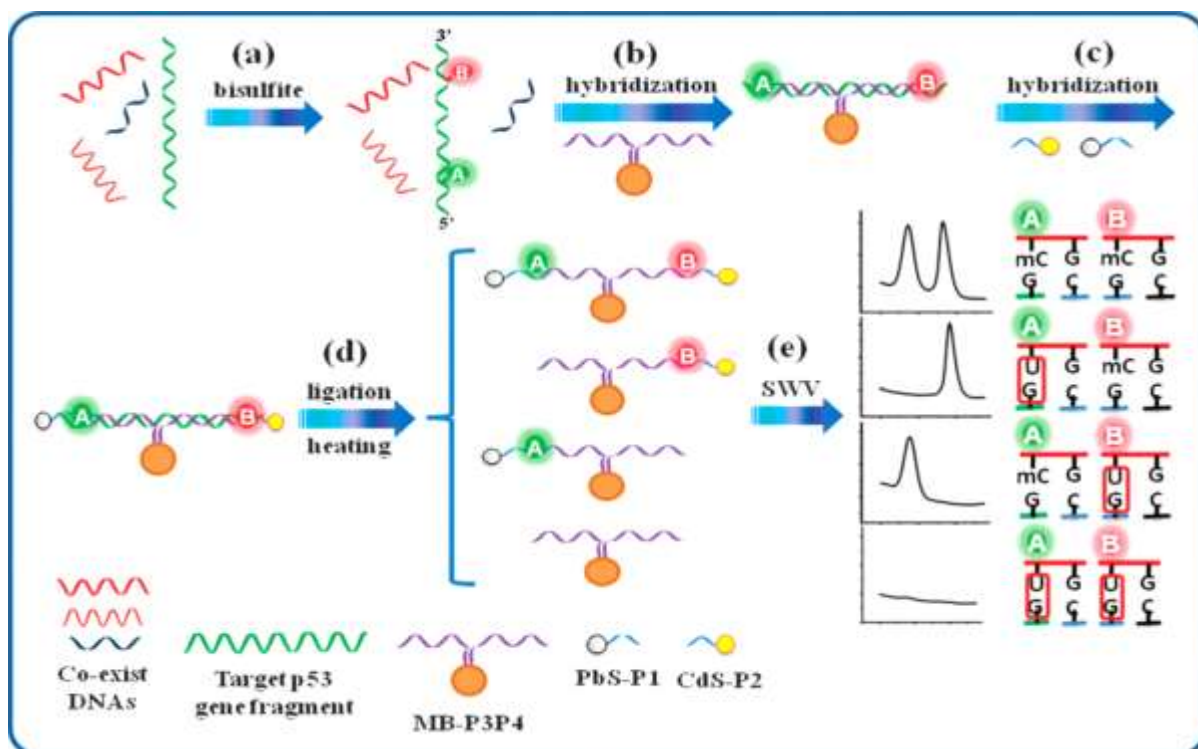 (a)
bisulfite
3'
B
A
5'
(b)
hybridization
A
B
(c)
hybridization
A
B
(d)
ligation
heating
A
B
B
A
(e)
SWV
A
B
mC G mC G
G C G C
A
B
U G mC G
G C G C
A
B
mC G U G
G C G C
A
B
U G U G
G C G C
Co-exist
DNAs
Target p53
gene fragment
MB-P3P4
PbS-P1
CdS-P2